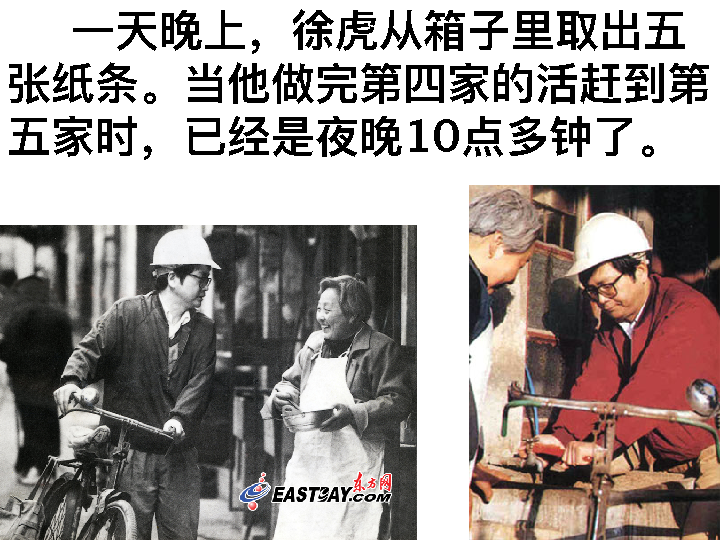 一天晚上，徐虎从箱子里取出五
张纸条。当他做完第四家的活赶到第
五家时，已经是夜晚10点多钟了。
东方网
EASTDAY.COM